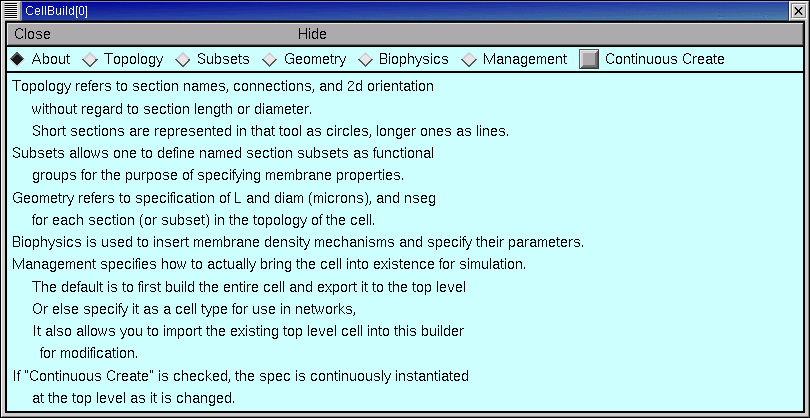 CellBuild[0]
Close Hide
About Topology Subsets Geometry Biophysics Management Continuous Create
Topology refers to section names, connections, and 2d orientation
without regard to section length or diameter.
Short sections are represented in that tool as circles, longer ones as lines.
Subsets allows one to define named section subsets as functional
groups for the purpose of specifying membrane properties.
Geometry refers to specification of L and diam (microns), and nseg
for each section (or subset) in the topology of the cell.
Biophysics is used to insert membrane density mechanisms and specify their parameters.
Management specifies how to actually bring the cell into existence for simulation.
The default is to first build the entire cell and export it to the top level
Or else specify it as a cell type for use in networks,
It also allows you to import the existing top level cell into this builder
for modification.
If "Continuous Create" is checked, the spec is continuously instantiated
at the top level as it is changed.